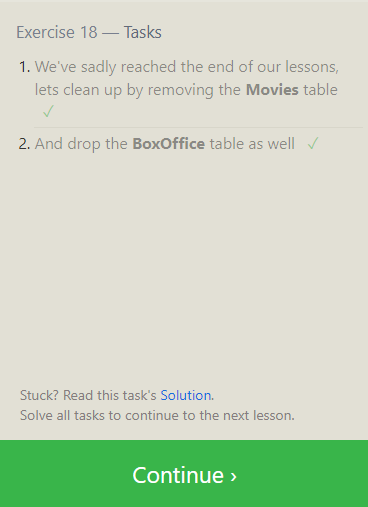 Exercise 18 — Tasks
1. We've sadly reached the end of our lessons,
lets clean up by removing the Movies table
✓
2. And drop the BoxOffice table as well ✓
Stuck? Read this task's Solution.
Solve all tasks to continue to the next lesson.
Continue ›